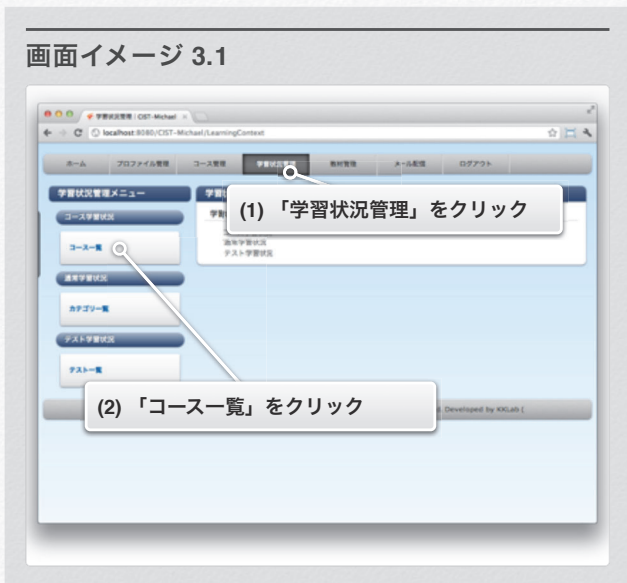 画面イメージ 3.1
学習状況管理 | CIST-Michael
localhost:8080/CIST-Michael/LearningContext
ホーム プロファイル管理 コース管理 学習状況管理 教材管理 メール配信 ログアウト
学習状況管理メニュー
コース学習状況
コース一覧
通常学習状況
カテゴリ一覧
テスト学習状況
テスト一覧
(1) 「学習状況管理」をクリック
通常学習状況
テスト学習状況
(2) 「コース一覧」をクリック
Developed by KKLab (